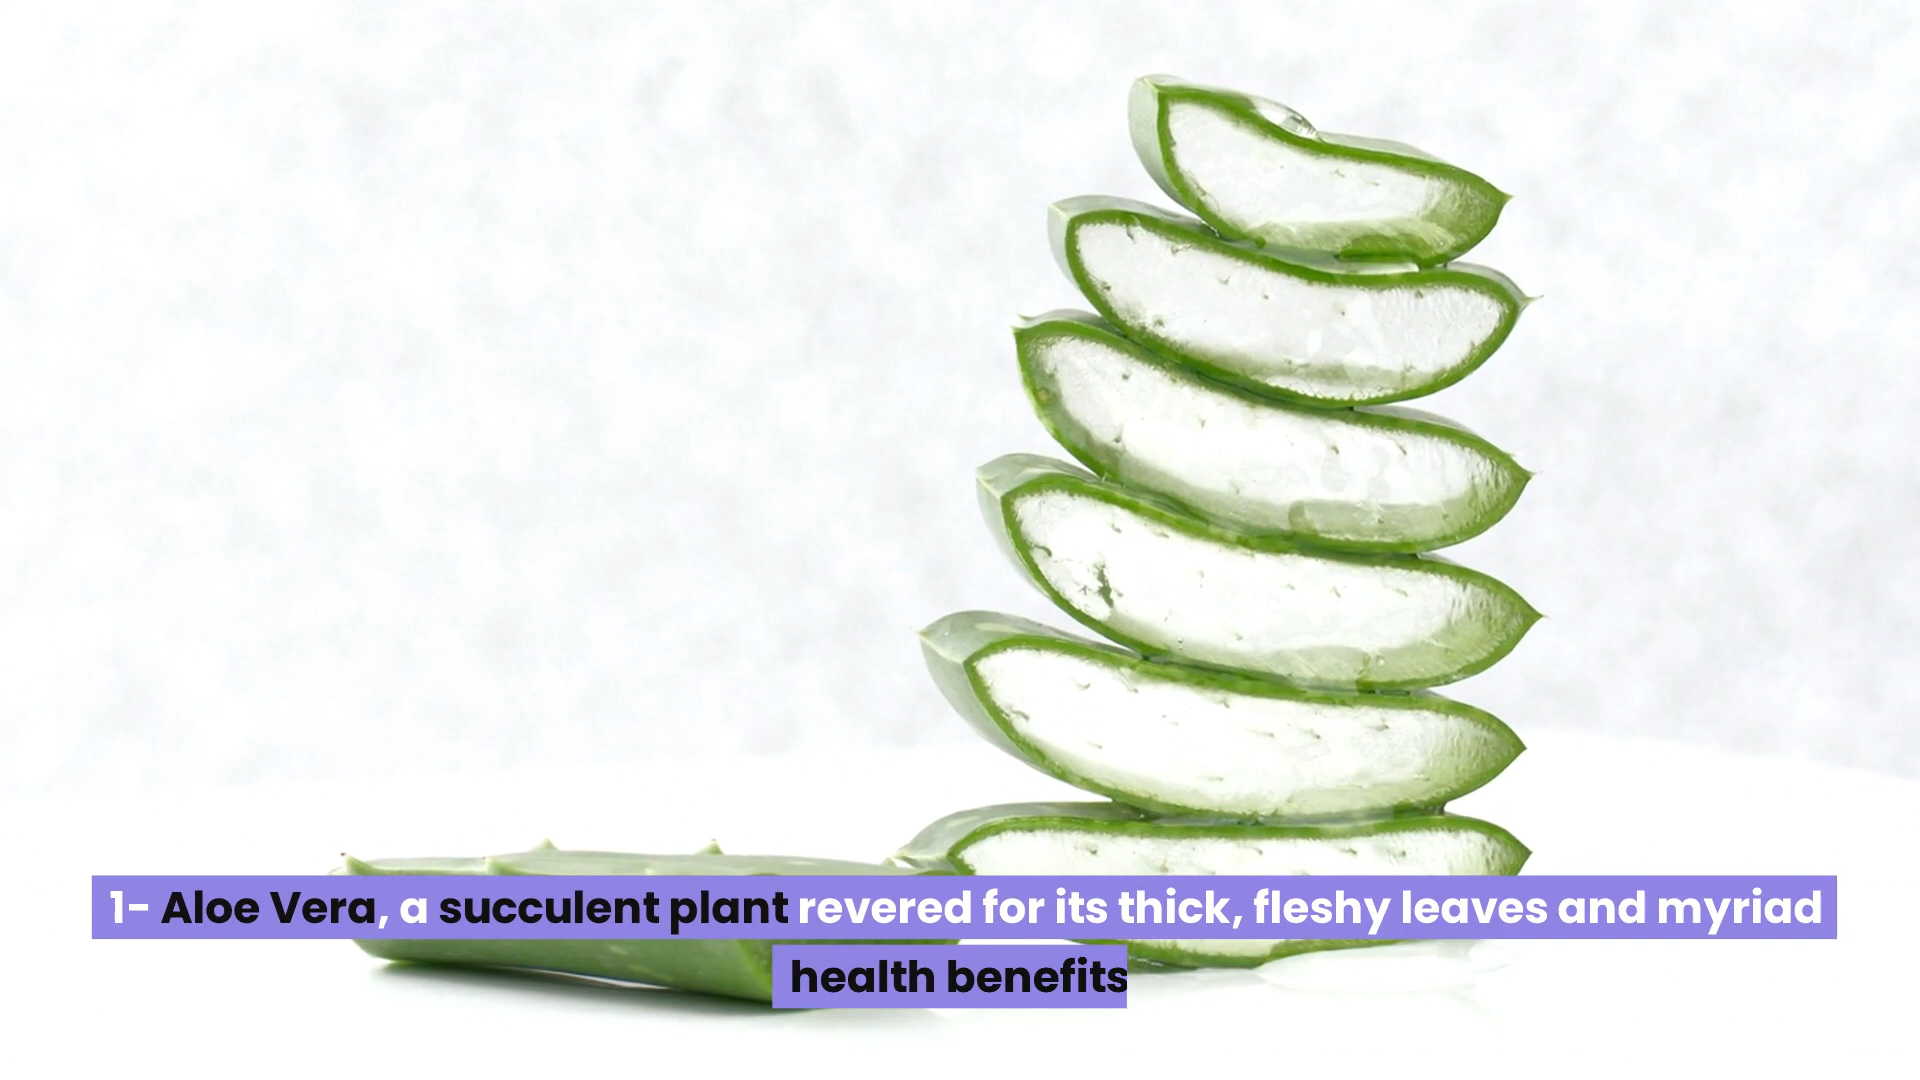 1- Aloe Vera, a succulent plant revered for its thick, fleshy leaves and myriad
health benefits